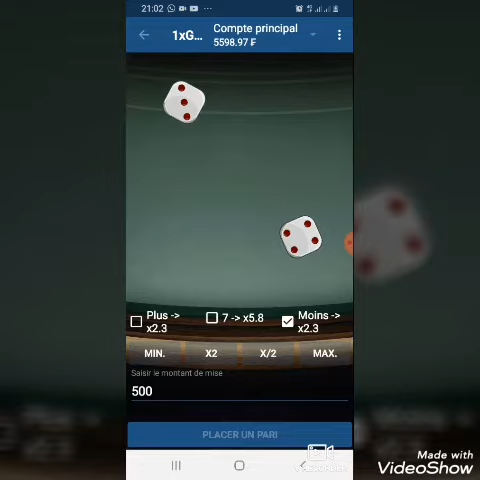 21:02
1xG...
Compte principal
5598.97 ₣
Plus ->
x2.3
7 -> x5.8
Moins ->
x2.3
MIN.
X2
X/2
MAX.
Saisir le montant de mise
500
PLACER UN PARI
Made with
VideoShow